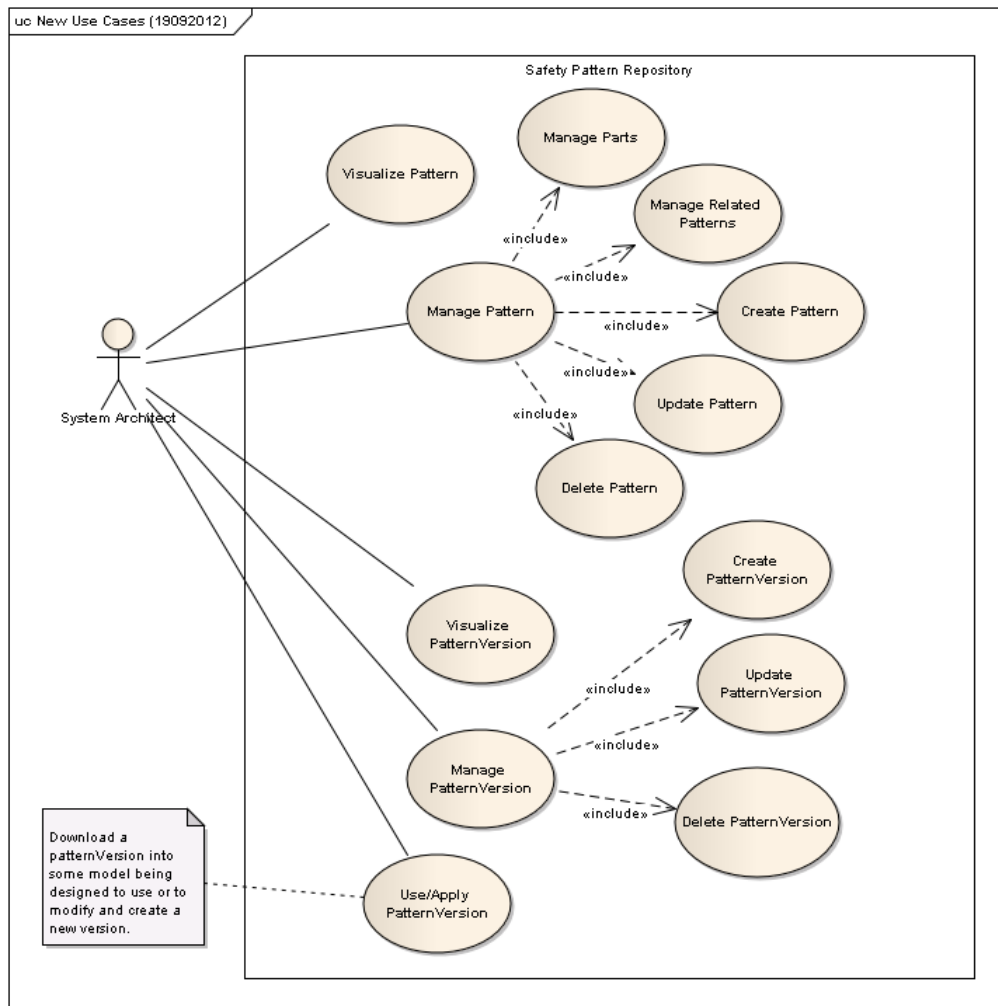 uc New Use Cases (19092012)
Safety Pattern Repository
Manage Parts
Visualize Pattern
Manage Related
Patterns
«include»
«include»
Manage Pattern
Create Pattern
«include»
«include»
Update Pattern
«include»
System Architect
Delete Pattern
Create
PatternVersion
Visualize
PatternVersion
Update
PatternVersion
«include»
«include»
Manage
PatternVersion
«include»
Delete PatternVersion
Download a
patternVersion into
some model being
designed to use or to
modify and create a
new version.
Use/Apply
PatternVersion